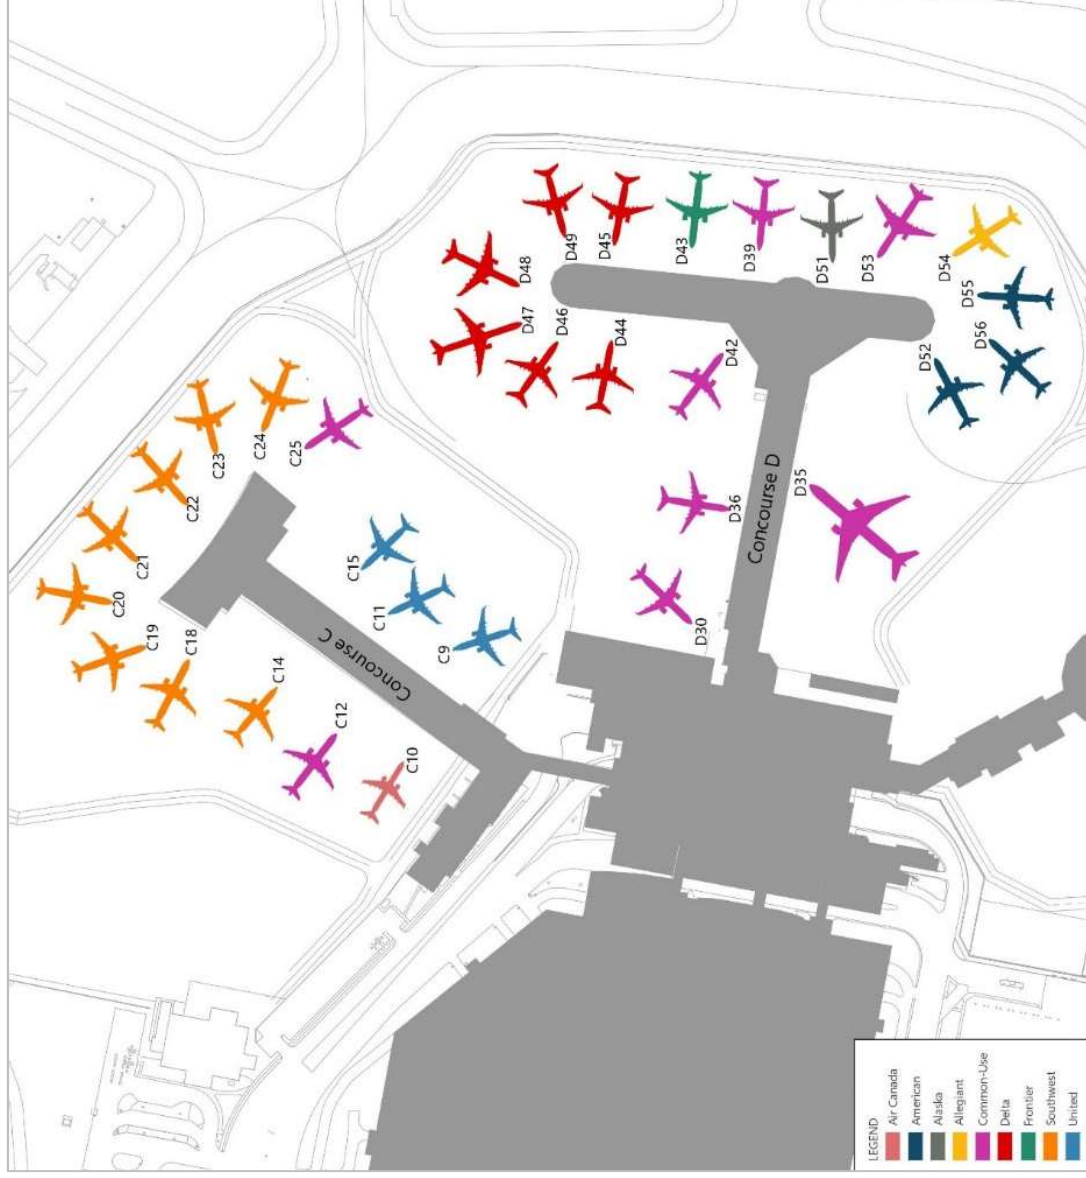 C20
C21
C22
C23
C24
C25
C19
C18
C14
C12
C10
C15
C11
C9
Concourse C
D49
D45
D43
D39
D51
D53
D54
D55
D56
D52
D48
D47
D46
D44
D42
D36
D30
D35
Concourse D
LEGEND
Air Canada
American
Alaska
Allegiant
Common-Use
Delta
Frontier
Southwest
United